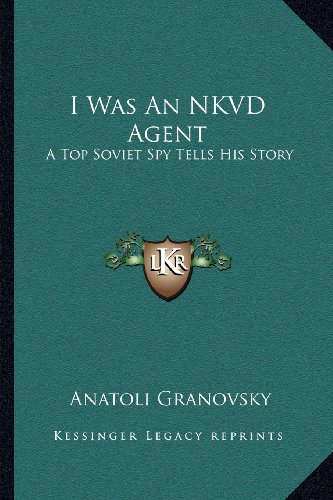 I Was An NKVD
Agent
A Top Soviet Spy Tells His Story
LKR
Anatoli Granovsky
Kessinger Legacy reprints